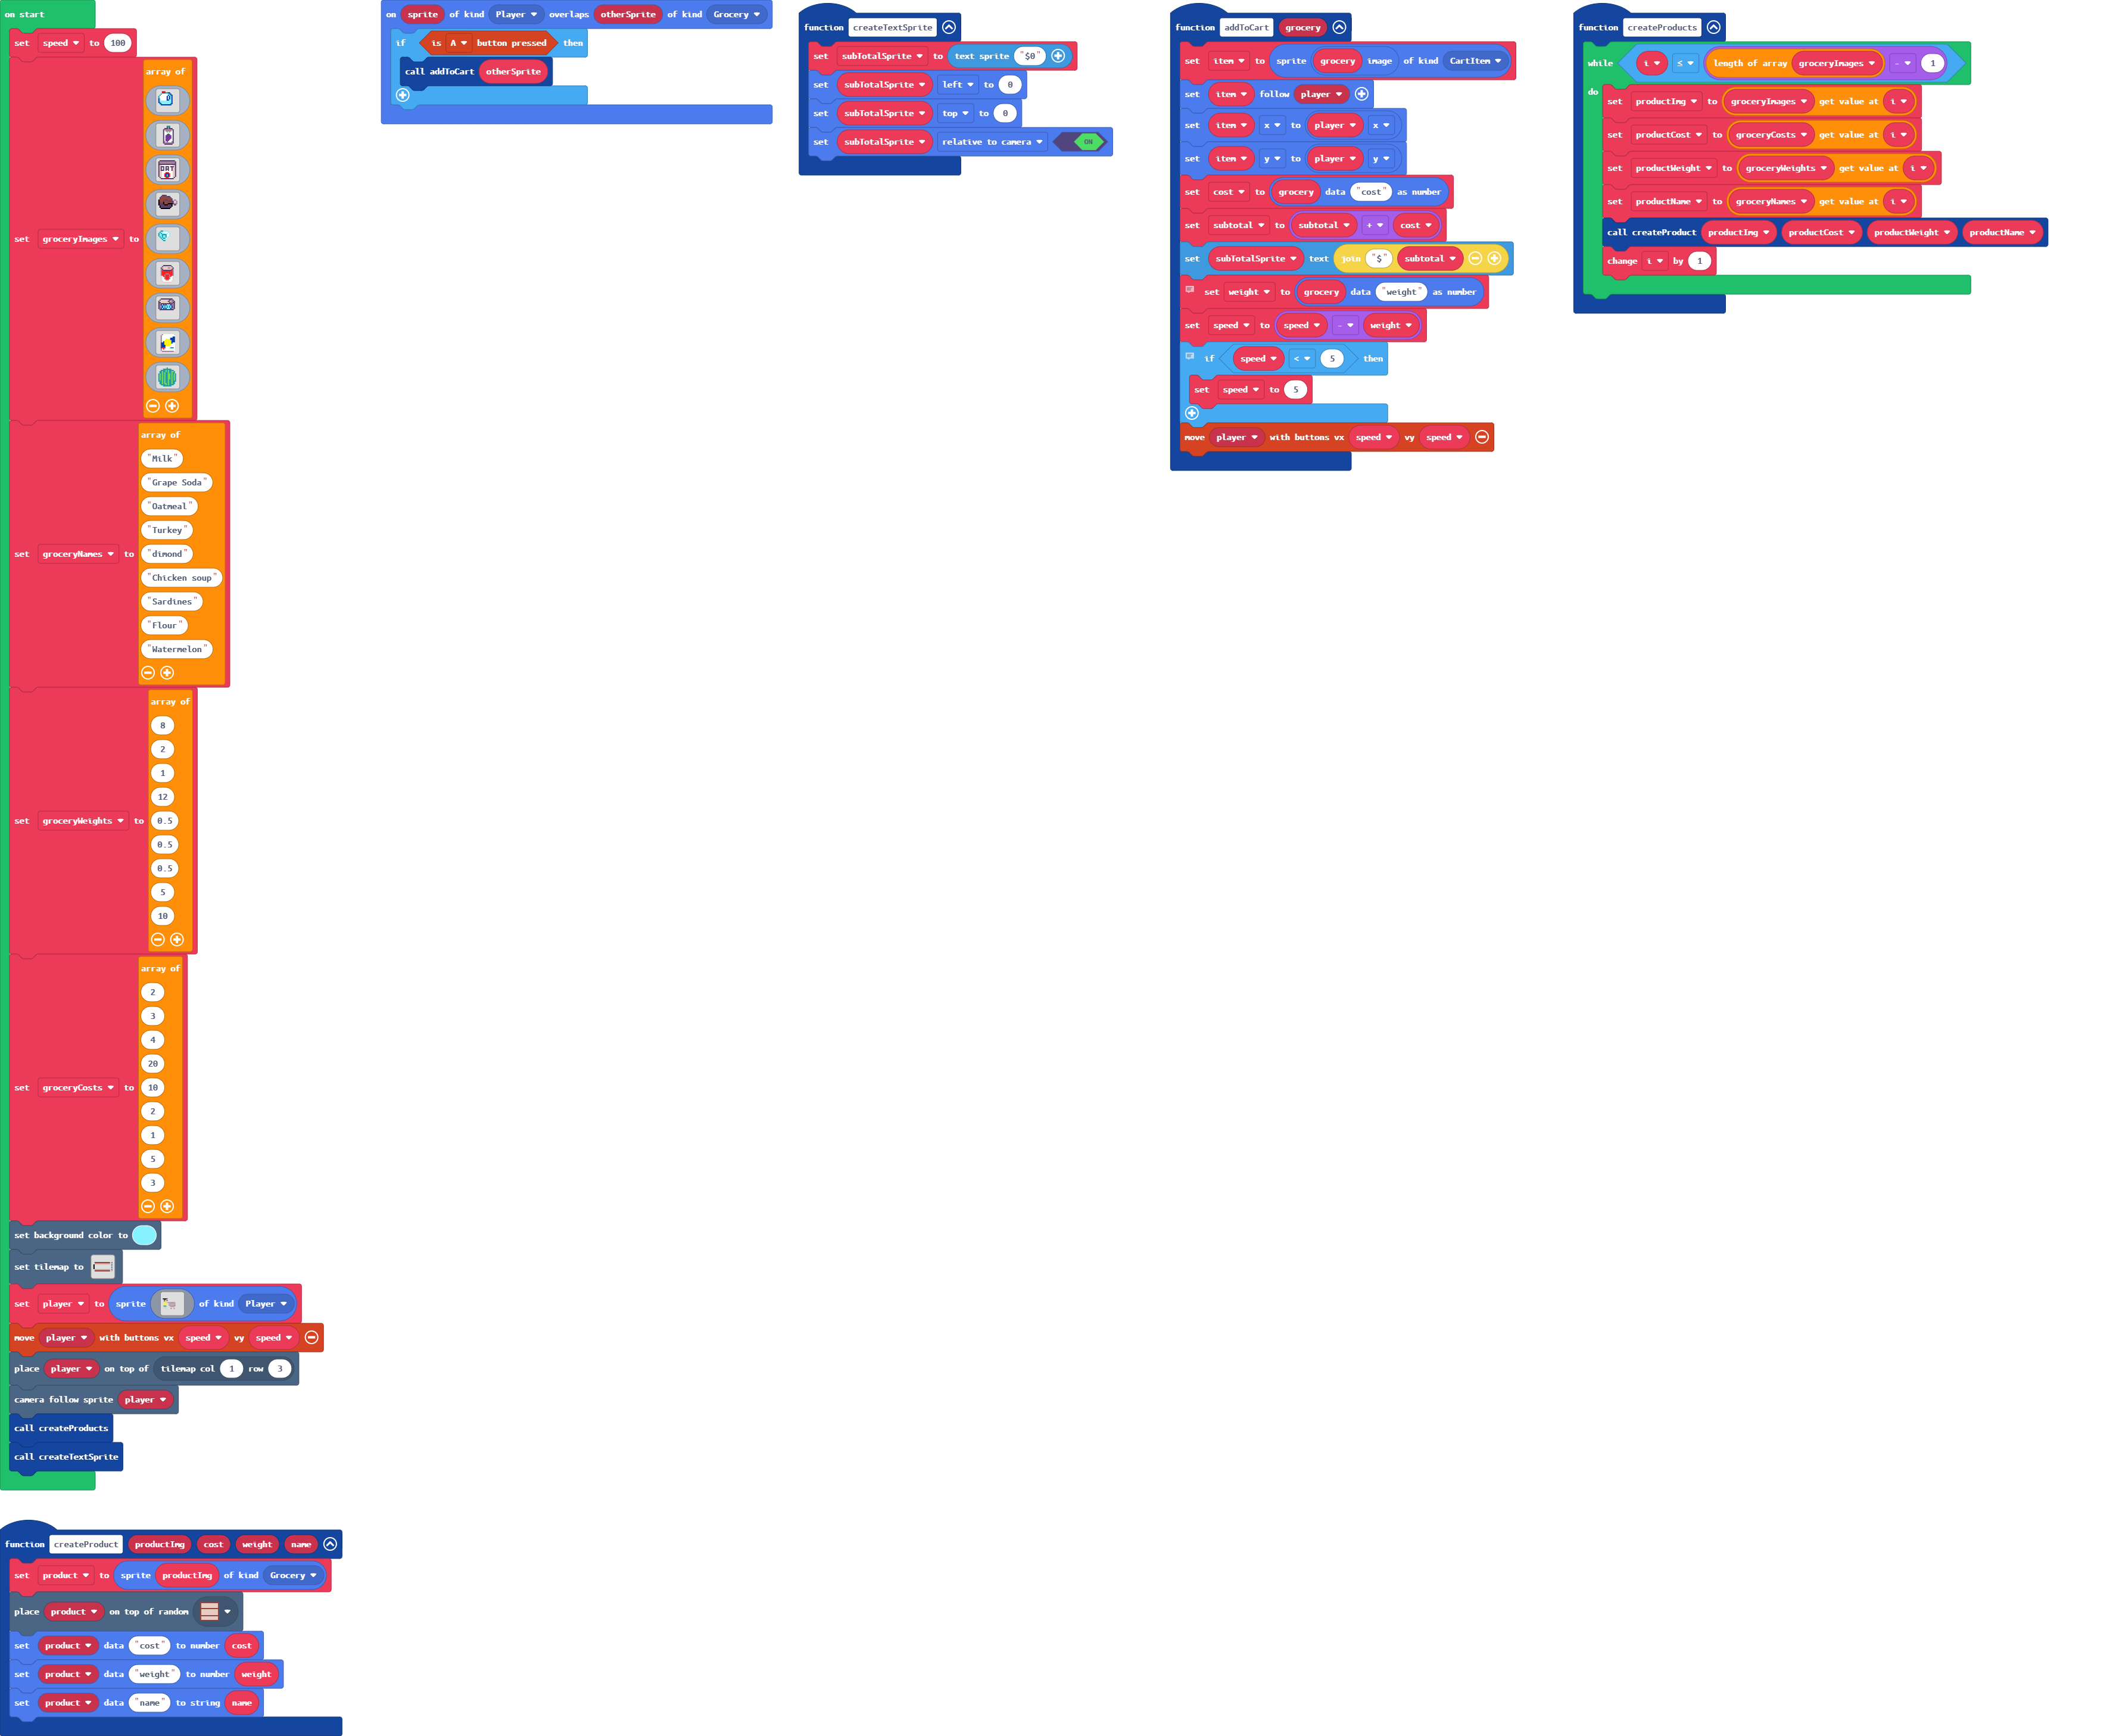 on start
set speed to 100
set groceryImages to array of
OAT
set groceryNames to array of
"Milk"
"Grape Soda"
"Oatmeal"
"Turkey"
"dimond"
"Chicken soup"
"Sardines"
"Flour"
"Watermelon"
set groceryWeights to array of
8
2
1
12
0.5
0.5
0.5
5
10
set groceryCosts to array of
2
3
4
20
10
2
1
5
3
set background color to
set tilemap to
set player to sprite of kind Player
move player with buttons vx speed vy speed
place player on top of tilemap col 1 row 3
camera follow sprite player
call createProducts
call createTextSprite
function createProduct productImg cost weight name
set product to sprite productImg of kind Grocery
place product on top of random
set product data "cost" to number cost
set product data "weight" to number weight
set product data "name" to string name
on sprite of kind Player overlaps otherSprite of kind Grocery
if is A button pressed then
call addToCart otherSprite
function createTextSprite
set subTotalSprite to text sprite "$0"
set subTotalSprite left to 0
set subTotalSprite top to 0
set subTotalSprite relative to camera ON
function addToCart grocery
set item to sprite grocery image of kind CartItem
set item follow player
set item x to player x
set item y to player y
set cost to grocery data "cost" as number
set subtotal to subtotal + cost
set subTotalSprite text join "$" subtotal
set weight to grocery data "weight" as number
set speed to speed - weight
if speed < 5 then
set speed to 5
move player with buttons vx speed vy speed
function createProducts
while i ≤ length of array groceryImages - 1
do
set productImg to groceryImages get value at i
set productCost to groceryCosts get value at i
set productWeight to groceryWeights get value at i
set productName to groceryNames get value at i
call createProduct productImg productCost productWeight productName
change i by 1